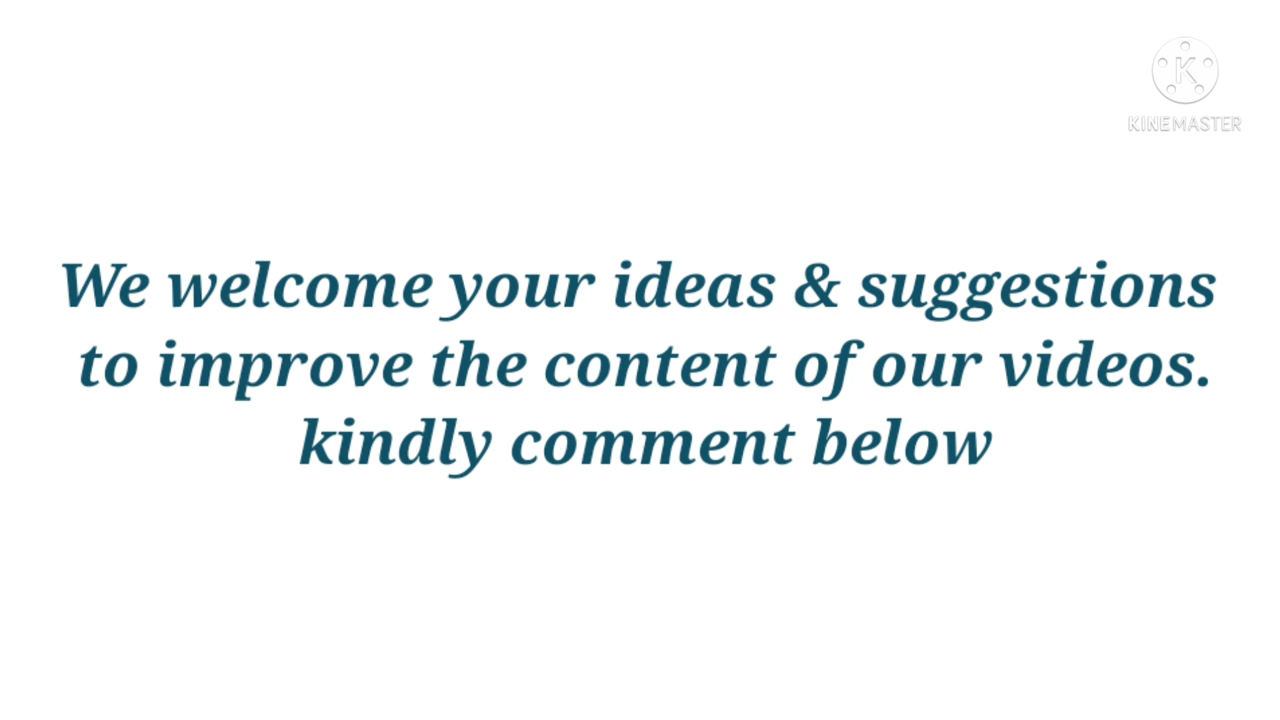 KINEMASTER
We welcome your ideas & suggestions
to improve the content of our videos.
kindly comment below